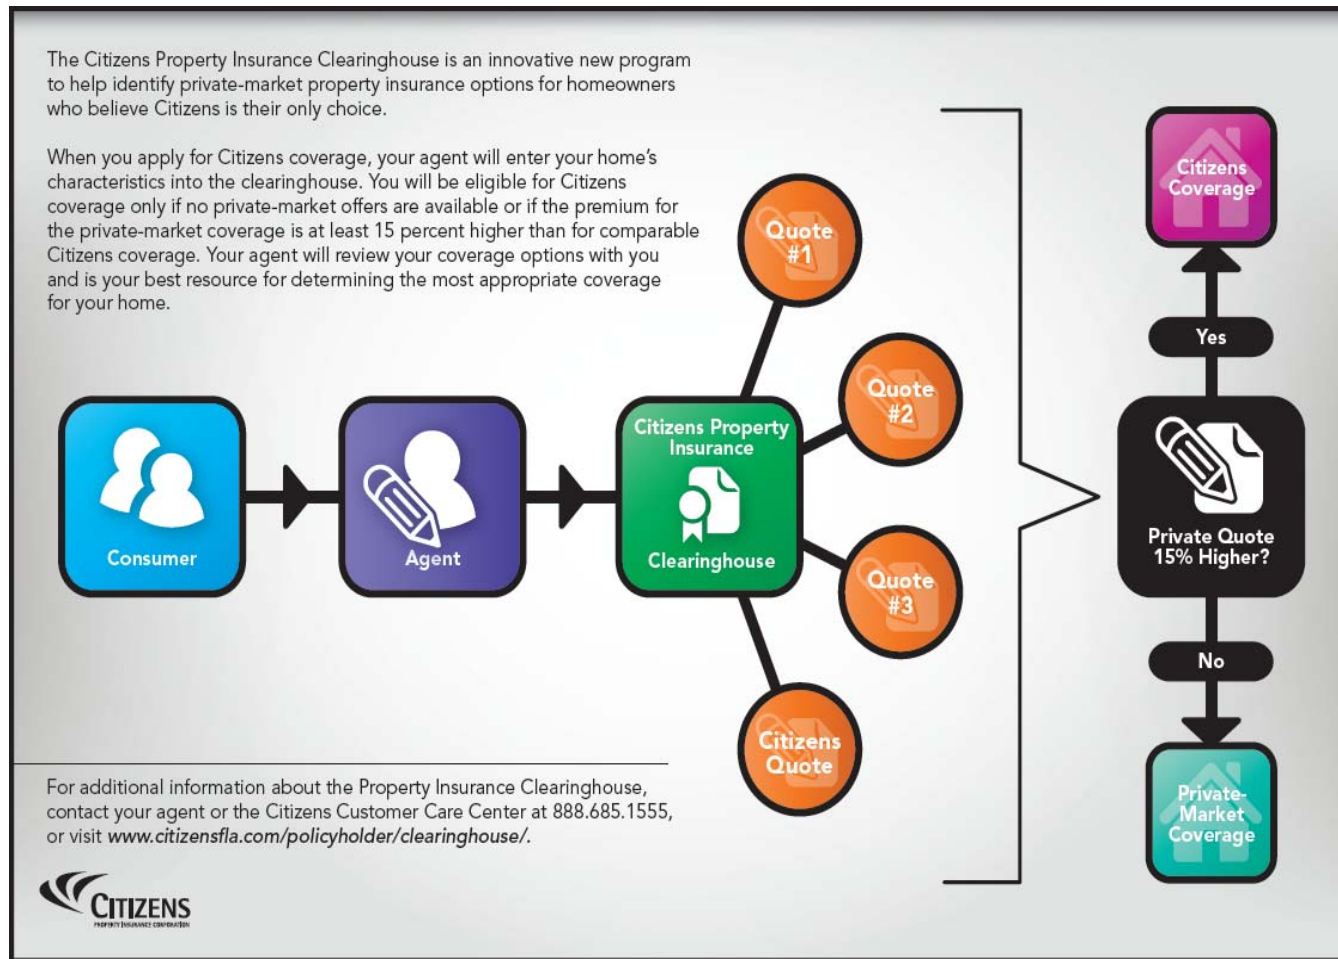 The Citizens Property Insurance Clearinghouse is an innovative new program
to help identify private-market property insurance options for homeowners
who believe Citizens is their only choice.
When you apply for Citizens coverage, your agent will enter your home's
characteristics into the clearinghouse. You will be eligible for Citizens
coverage only if no private-market offers are available or if the premium for
the private-market coverage is at least 15 percent higher than for comparable
Citizens coverage. Your agent will review your coverage options with you
and is your best resource for determining the most appropriate coverage
for your home.
Consumer
Agent
Citizens Property
Insurance
Clearinghouse
Quote
#1
Quote
#2
Quote
#3
Citizens
Quote
Citizens
Coverage
Yes
Private Quote
15% Higher?
No
Private-
Market
Coverage
For additional information about the Property Insurance Clearinghouse,
contact your agent or the Citizens Customer Care Center at 888.685.1555,
or visit www.citizensfla.com/policyholder/clearinghouse/.
CITIZENS
PROPERTY INSURANCE CORPORATION